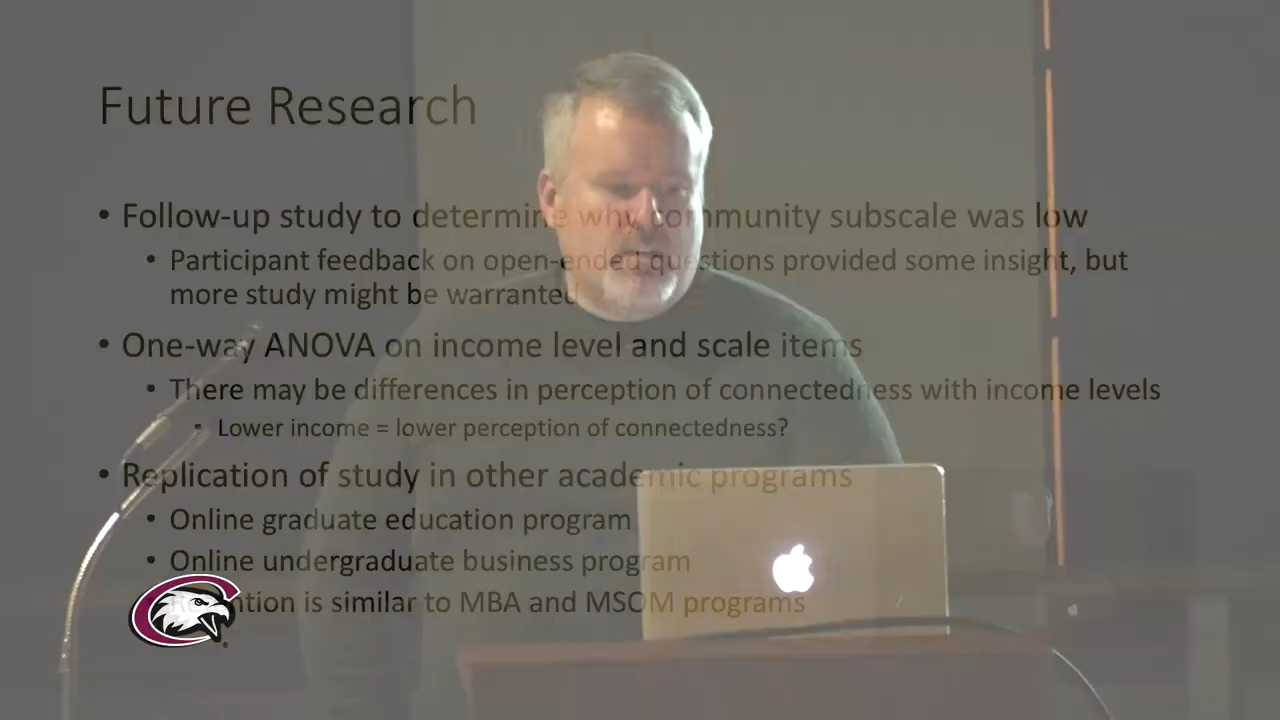 Future Research
• Follow-up study to determine why community subscale was low
• Participant feedback on open-ended questions provided some insight, but
more study might be warranted
• One-way ANOVA on income level and scale items
• There may be differences in perception of connectedness with income levels
• Lower income = lower perception of connectedness?
• Replication of study in other academic programs
• Online graduate education program
• Online undergraduate business program
• Retention is similar to MBA and MSOM programs